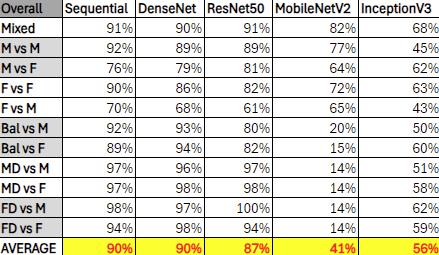 Overall Sequential DenseNet ResNet50 MobileNetV2 InceptionV3
Mixed 91% 90% 91% 82% 68%
M vs M 92% 89% 89% 77% 45%
M vs F 76% 79% 81% 64% 62%
F vs F 90% 86% 82% 72% 63%
F vs M 70% 68% 61% 65% 43%
Bal vs M 92% 93% 80% 20% 50%
Bal vs F 89% 94% 82% 15% 60%
MD vs M 97% 96% 97% 14% 51%
MD vs F 97% 98% 98% 14% 58%
FD vs M 98% 97% 100% 14% 62%
FD vs F 94% 98% 94% 14% 59%
AVERAGE 90% 90% 87% 41% 56%